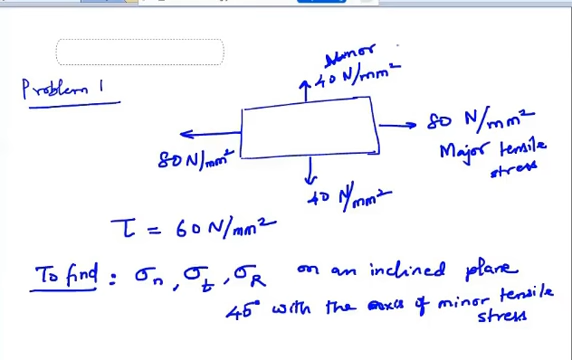 Minor
40 N/mm²
Problem 1
80 N/mm²
80 N/mm²
Major tensile
stress
40 N/mm²
τ = 60 N/mm²
To find : σn, σt, σR on an inclined plane
45° with the axis of minor tensile
stress